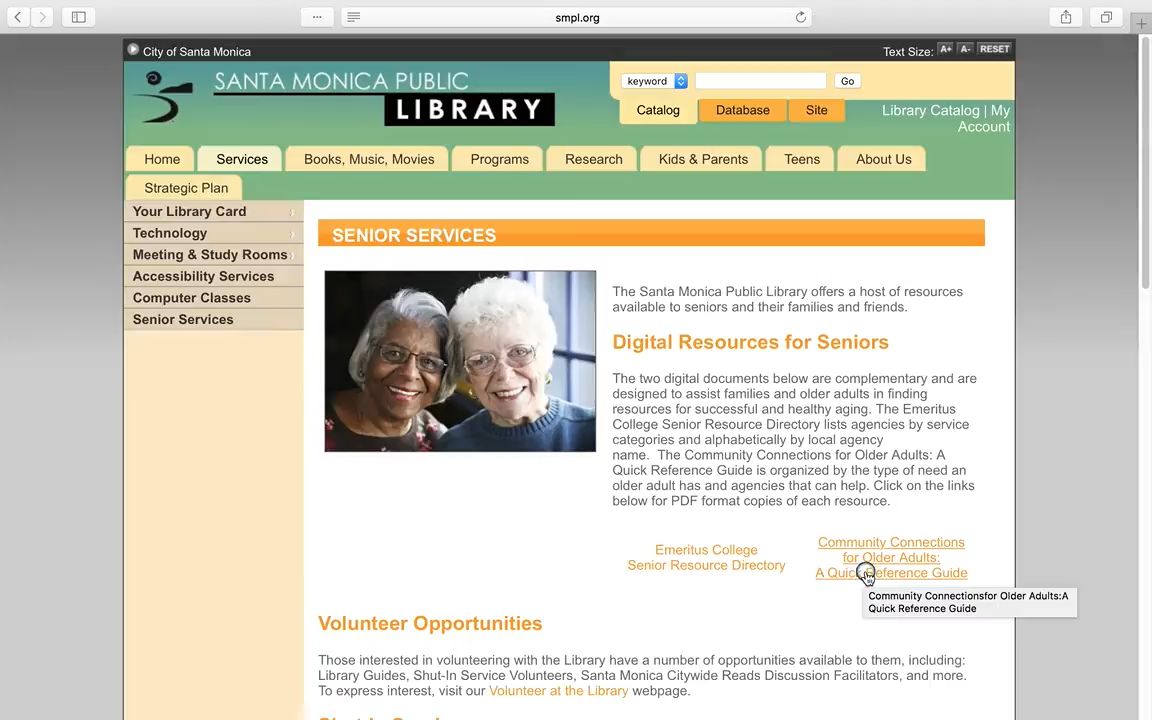 smpl.org
City of Santa Monica
Text Size: A+ A- RESET
SANTA MONICA PUBLIC
LIBRARY
keyword
Go
Catalog
Database
Site
Library Catalog | My
Account
Home
Services
Books, Music, Movies
Programs
Research
Kids & Parents
Teens
About Us
Strategic Plan
Your Library Card
Technology
Meeting & Study Rooms
Accessibility Services
Computer Classes
Senior Services
SENIOR SERVICES
The Santa Monica Public Library offers a host of resources
available to seniors and their families and friends.
Digital Resources for Seniors
The two digital documents below are complementary and are
designed to assist families and older adults in finding
resources for successful and healthy aging. The Emeritus
College Senior Resource Directory lists agencies by service
categories and alphabetically by local agency
name.  The Community Connections for Older Adults: A
Quick Reference Guide is organized by the type of need an
older adult has and agencies that can help. Click on the links
below for PDF format copies of each resource.
Emeritus College
Senior Resource Directory
Community Connections
for Older Adults:
A Quick Reference Guide
Community Connectionsfor Older Adults:A
Quick Reference Guide
Volunteer Opportunities
Those interested in volunteering with the Library have a number of opportunities available to them, including:
Library Guides, Shut-In Service Volunteers, Santa Monica Citywide Reads Discussion Facilitators, and more.
To express interest, visit our Volunteer at the Library webpage.